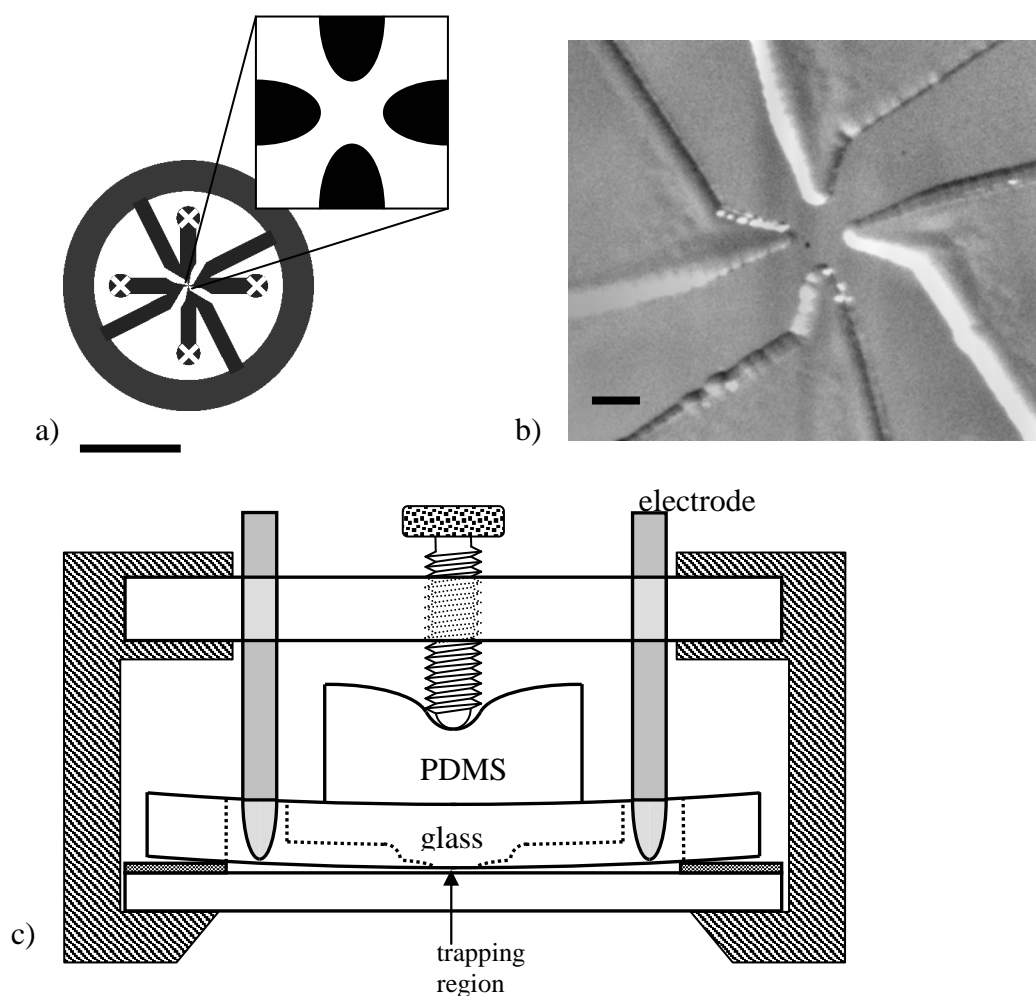 a)
b)
electrode
PDMS
glass
c)
trapping
region